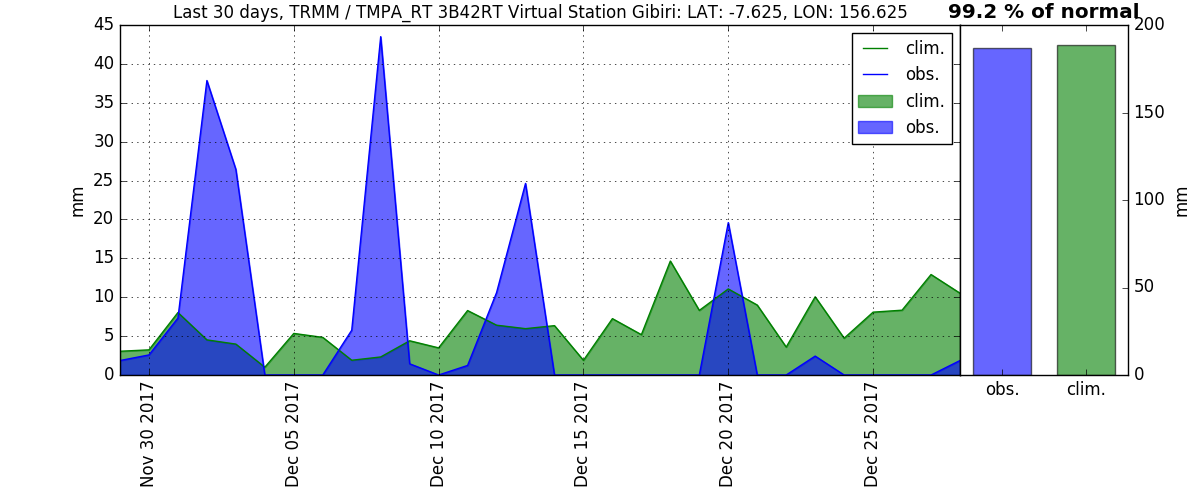 Last 30 days, TRMM / TMPA_RT 3B42RT Virtual Station Gibiri: LAT: -7.625, LON: 156.625
99.2 % of normal
45
40
35
30
25
20
15
10
5
0
mm
clim.
obs.
clim.
obs.
200
150
100
50
0
mm
Nov 30 2017
Dec 05 2017
Dec 10 2017
Dec 15 2017
Dec 20 2017
Dec 25 2017
obs.
clim.